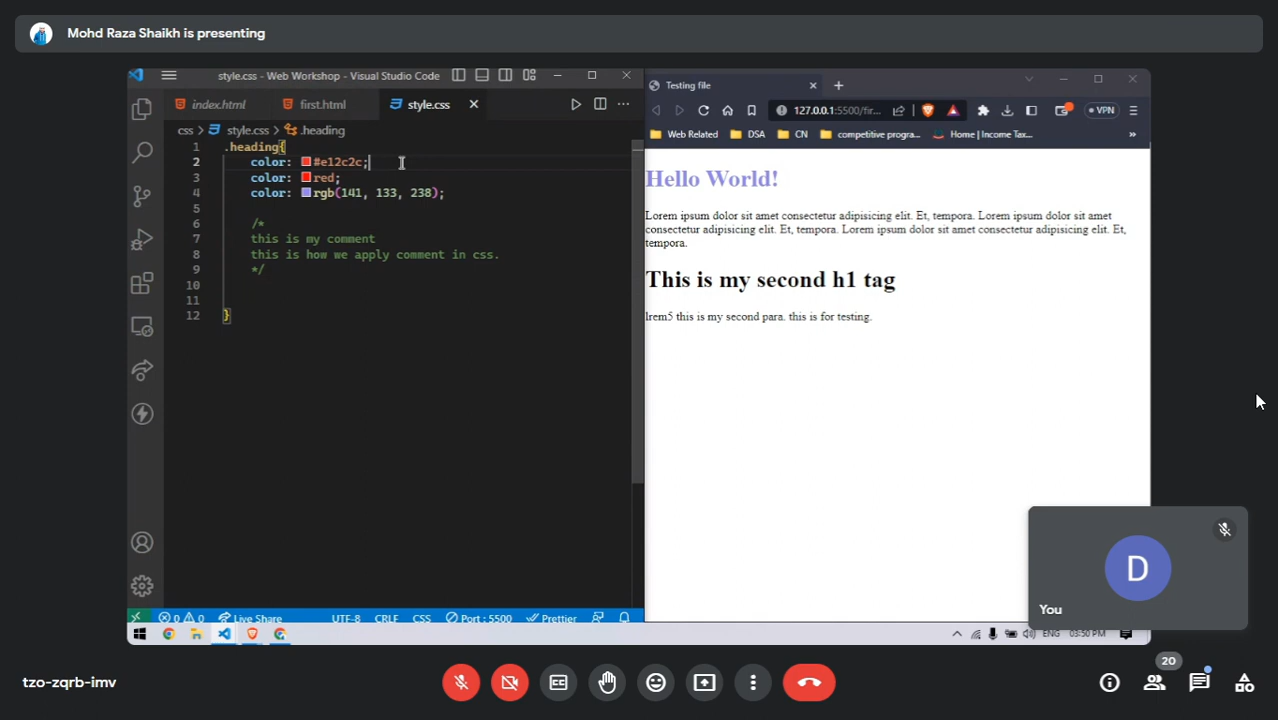 Mohd Raza Shaikh is presenting
style.css - Web Workshop - Visual Studio Code
index.html
first.html
style.css
css > style.css > .heading
1 .heading{
2 color: #e12c2c;
3 color: red;
4 color: rgb(141, 133, 238);
5
6 /*
7 this is my comment
8 this is how we apply comment in css.
9 */
10
11
12 }
0 0 Live Share UTF-8 CRLF CSS Port : 5500 Prettier
Testing file
127.0.0.1:5500/fir...
VPN
Web Related DSA CN competitive progra... Home | Income Tax...
Hello World!
Lorem ipsum dolor sit amet consectetur adipisicing elit. Et, tempora. Lorem ipsum dolor sit amet
consectetur adipisicing elit. Et, tempora. Lorem ipsum dolor sit amet consectetur adipisicing elit. Et,
tempora.
This is my second h1 tag
lrem5 this is my second para. this is for testing.
D
You
ENG 03:50 PM
tzo-zqrb-imv
CC
20